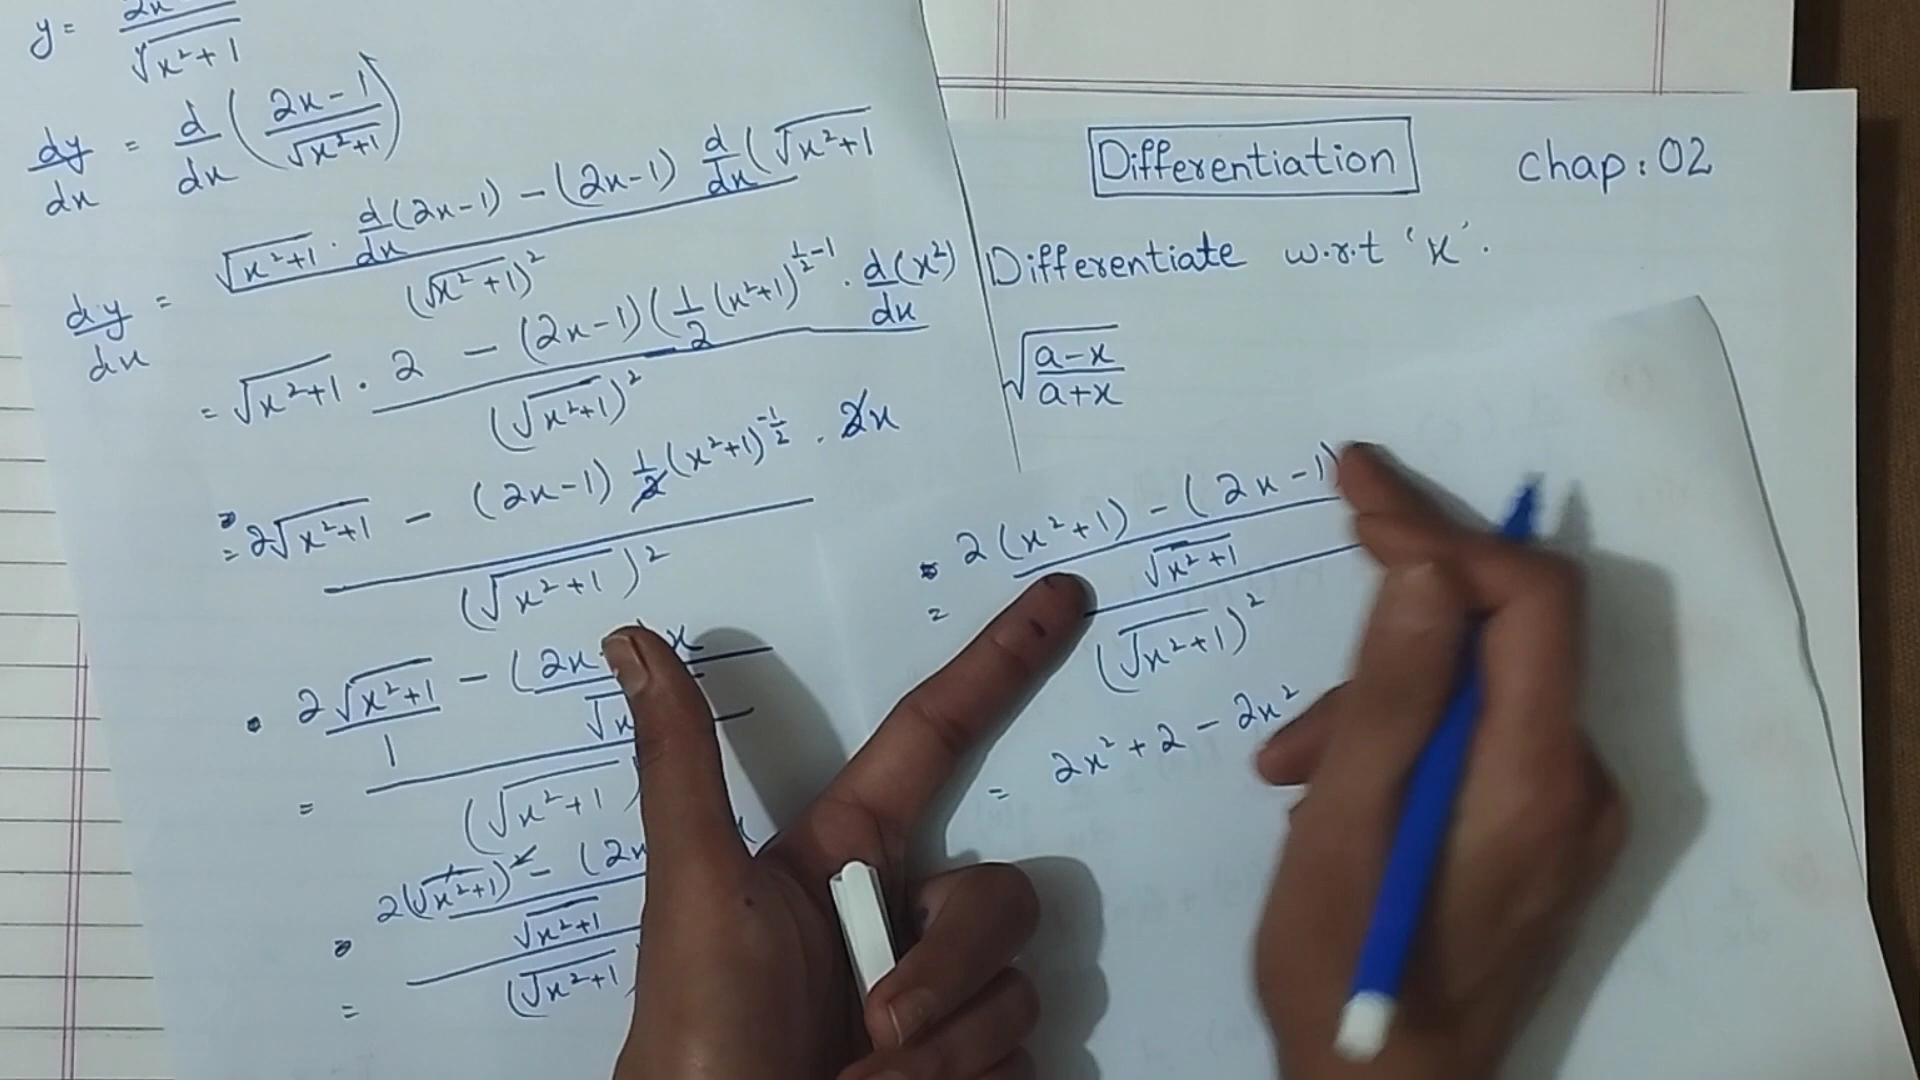 y = 2x / √x²+1
dy/dx = d/dx ( 2x-1 / √x²+1 )
dy/dx = √x²+1 . d/dx (2x-1) - (2x-1) d/dx (√x²+1 / (√x²+1)²
= √x²+1 . 2 - (2x-1) ( 1/2 (x²+1)^1/2-1 . d/dx (x²) / (√x²+1)²
= 2√x²+1 - (2x-1) 1/2 (x²+1)^-1/2 . 2x / (√x²+1)²
= 2√x²+1 / 1 - (2x x / √x / (√x²+1)
= 2(√x²+1)² - (2x / √x²+1 / (√x²+1)
Differentiation
Chap: 02
Differentiate w.r.t 'x'.
√ a-x / a+x
= 2(x²+1) - (2x-1) / √x²+1 / (√x²+1)²
= 2x² + 2 - 2x²